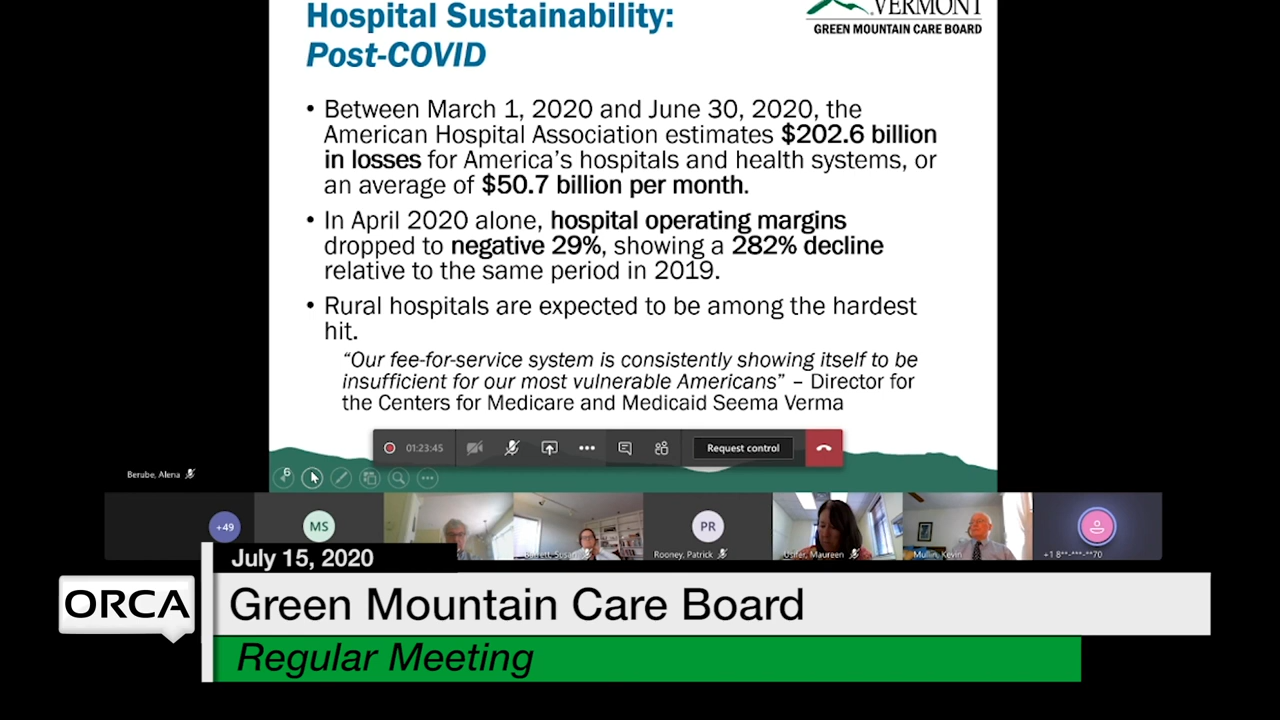 Hospital Sustainability:
Post-COVID
VERMONT
GREEN MOUNTAIN CARE BOARD
• Between March 1, 2020 and June 30, 2020, the
American Hospital Association estimates $202.6 billion
in losses for America's hospitals and health systems, or
an average of $50.7 billion per month.
• In April 2020 alone, hospital operating margins
dropped to negative 29%, showing a 282% decline
relative to the same period in 2019.
• Rural hospitals are expected to be among the hardest
hit.
“Our fee-for-service system is consistently showing itself to be
insufficient for our most vulnerable Americans” – Director for
the Centers for Medicare and Medicaid Seema Verma
01:23:45
Request control
Berube, Alena
6
+49
MS
PR
Barrett, Susan
Rooney, Patrick
Usifer, Maureen
Mullin, Kevin
+1 8**-***-**70
July 15, 2020
ORCA
Green Mountain Care Board
Regular Meeting